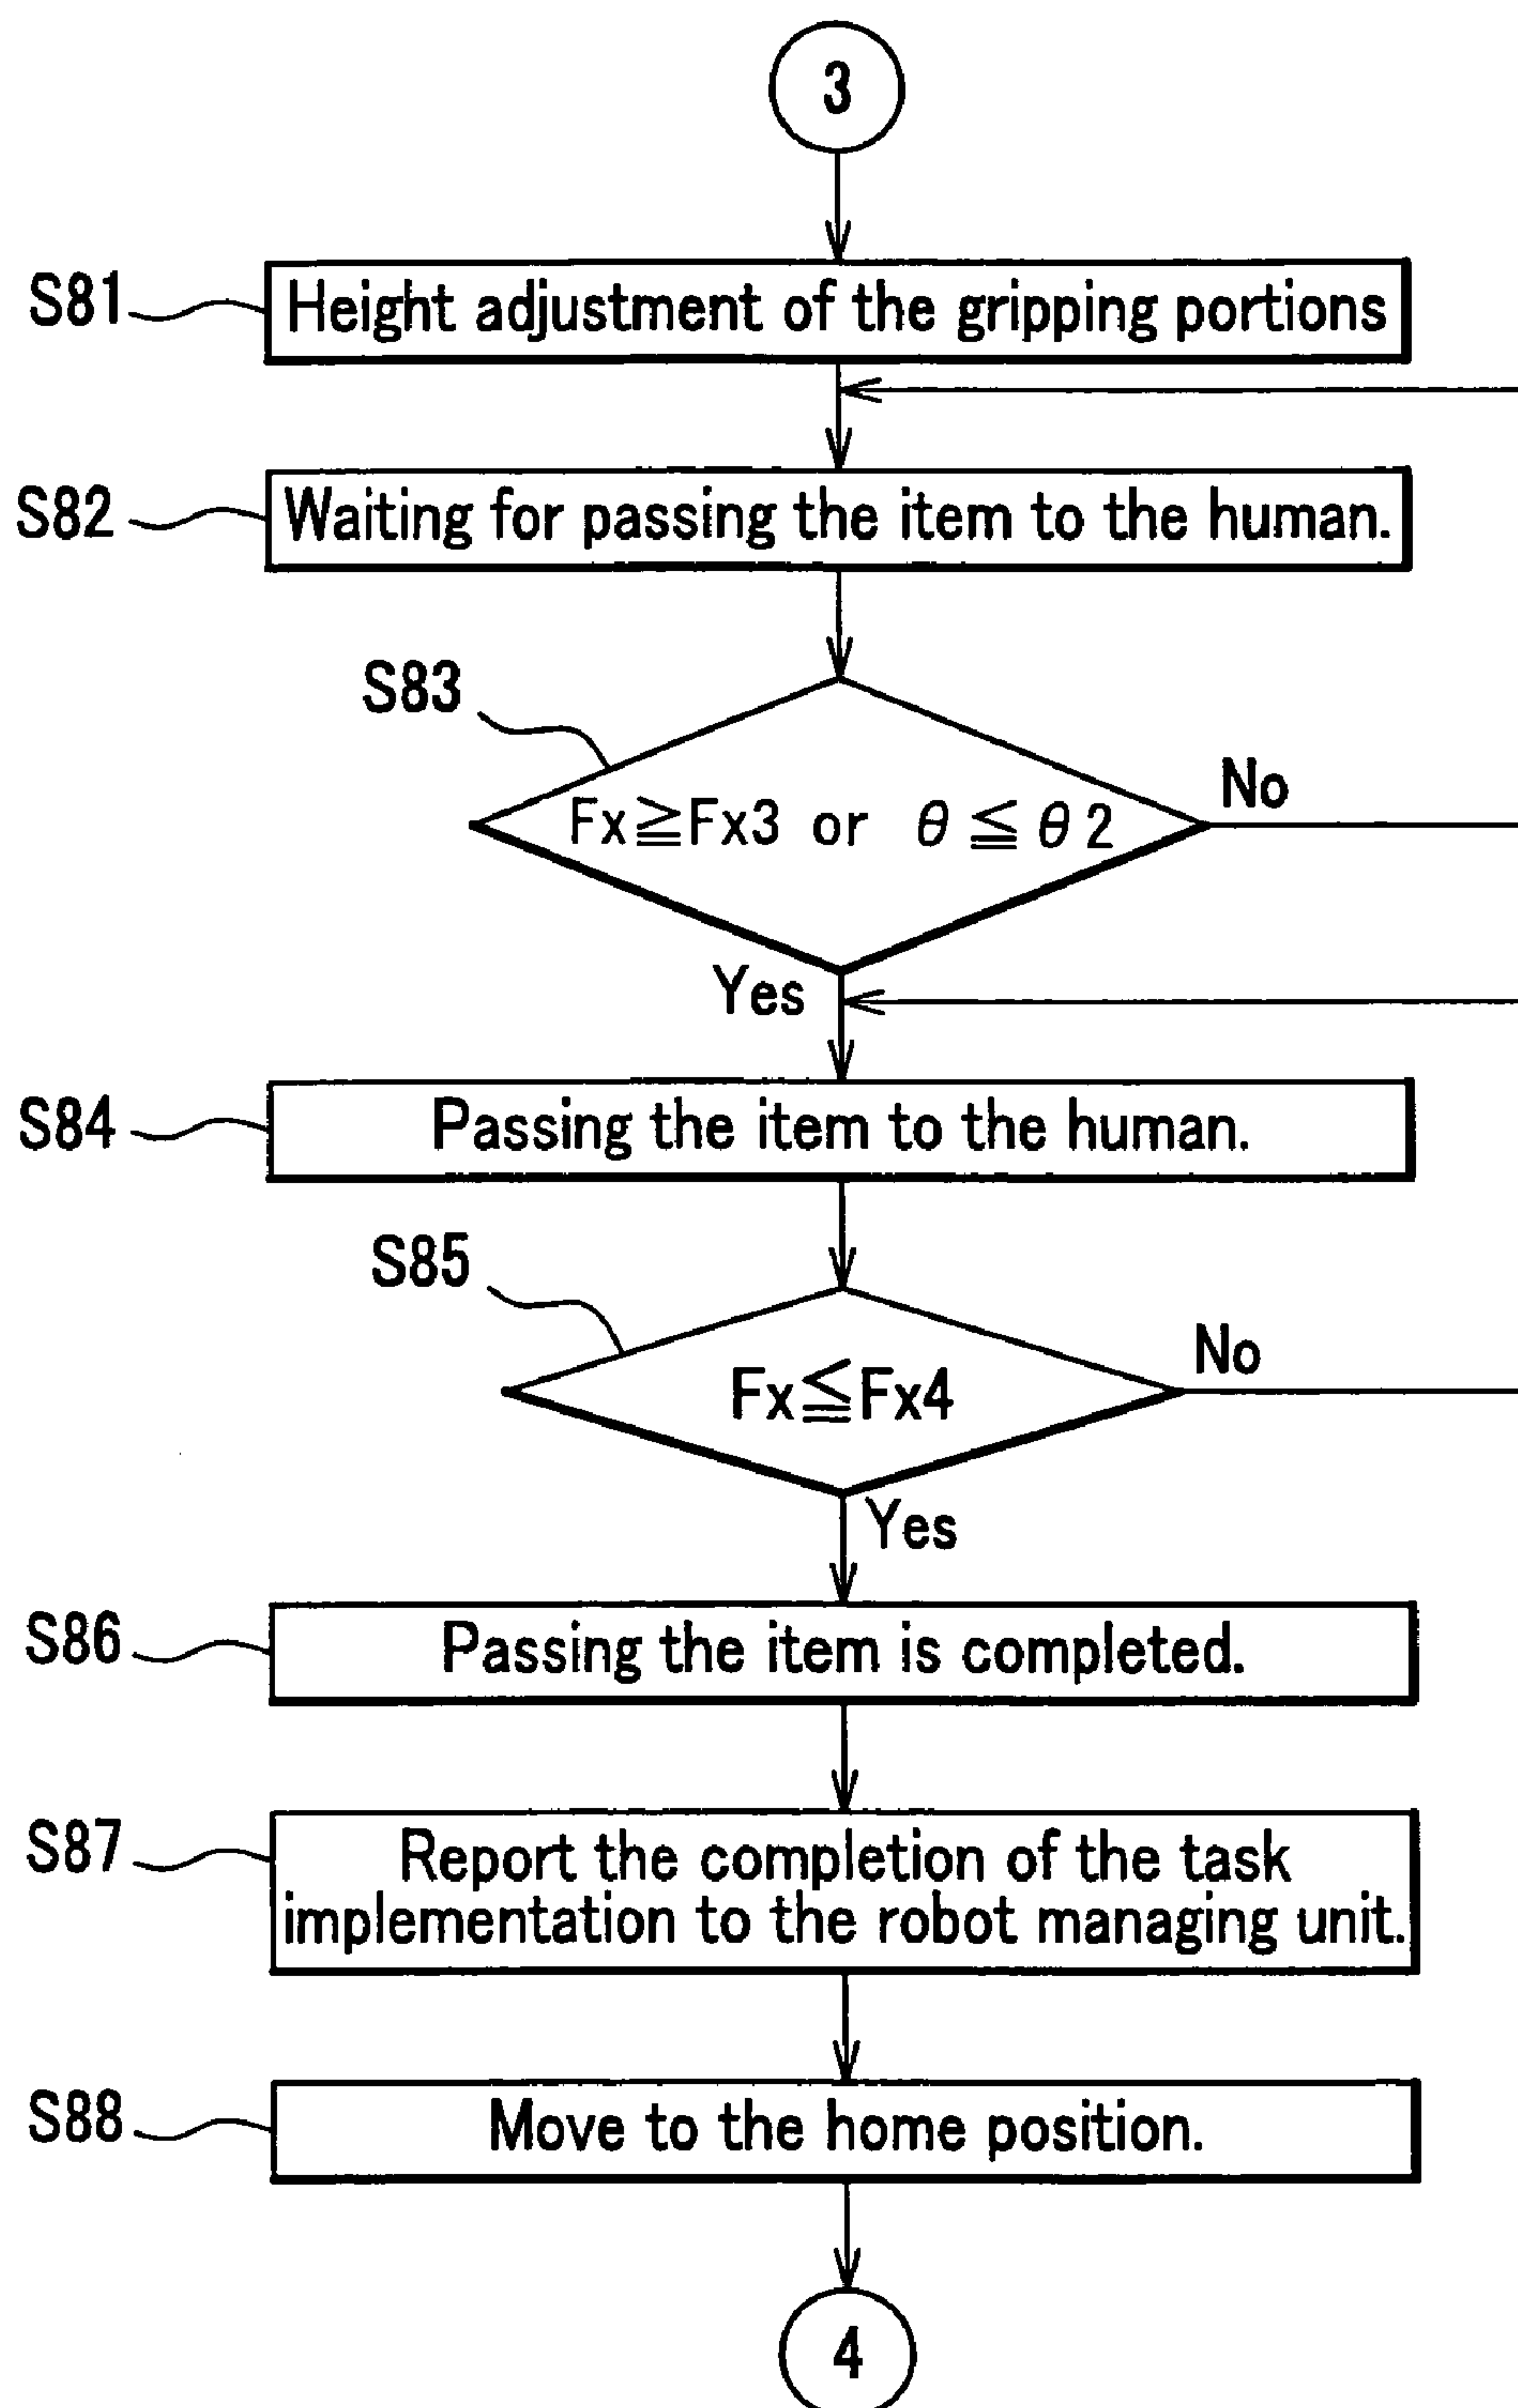 3
S81
Height adjustment of the gripping portions
S82
Waiting for passing the item to the human.
S83
Fx≧Fx3 or θ≦θ2
No
Yes
S84
Passing the item to the human.
S85
Fx≦Fx4
No
Yes
S86
Passing the item is completed.
S87
Report the completion of the task
implementation to the robot managing unit.
S88
Move to the home position.
4